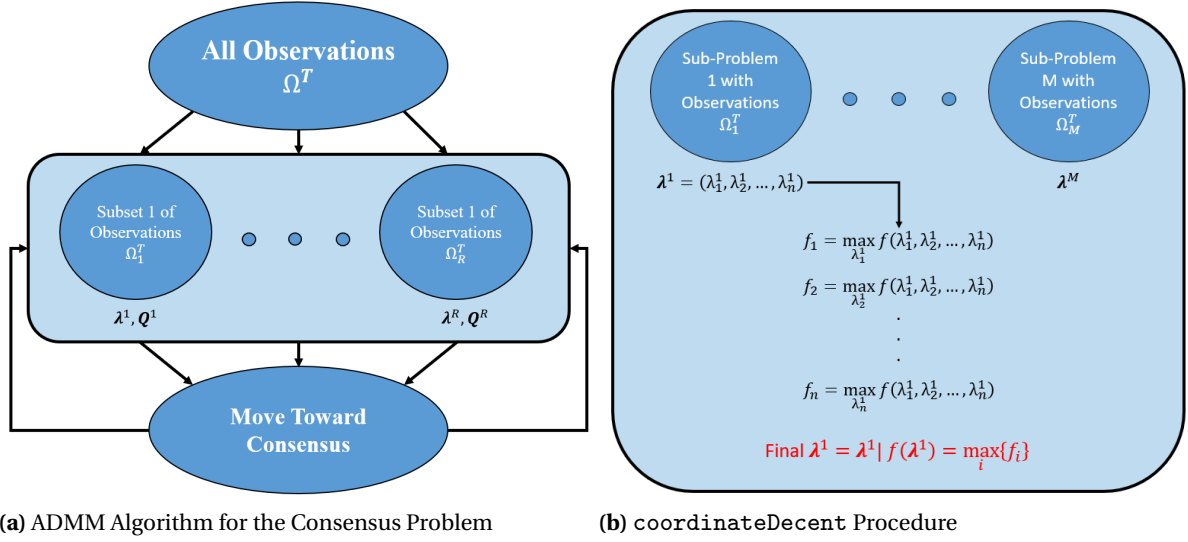 All Observations
Ω^T
Subset 1 of
Observations
Ω_1^T
Subset 1 of
Observations
Ω_R^T
λ^1, Q^1
λ^R, Q^R
Move Toward
Consensus
(a) ADMM Algorithm for the Consensus Problem
Sub-Problem
1 with
Observations
Ω_1^T
Sub-Problem
M with
Observations
Ω_M^T
λ^1 = (λ_1^1, λ_2^1, ..., λ_n^1)
λ^M
f_1 = max_{λ_1^1} f(λ_1^1, λ_2^1, ..., λ_n^1)
f_2 = max_{λ_2^1} f(λ_1^1, λ_2^1, ..., λ_n^1)
.
.
.
f_n = max_{λ_n^1} f(λ_1^1, λ_2^1, ..., λ_n^1)
Final λ^1 = λ^1 | f(λ^1) = max_i{f_i}
(b) coordinateDecent Procedure